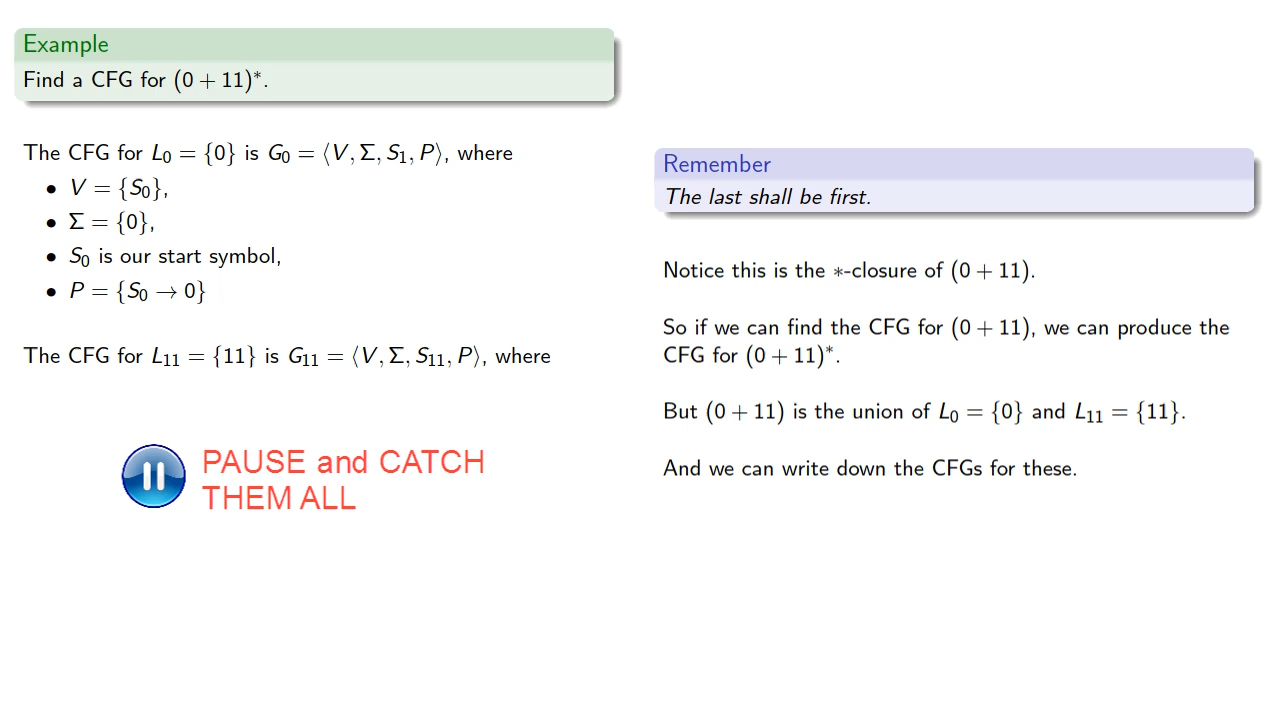 Example
Find a CFG for (0 + 11)*.
The CFG for L₀ = {0} is G₀ = ⟨V, Σ, S₁, P⟩, where
• V = {S₀},
• Σ = {0},
• S₀ is our start symbol,
• P = {S₀ → 0}
The CFG for L₁₁ = {11} is G₁₁ = ⟨V, Σ, S₁₁, P⟩, where
PAUSE and CATCH
THEM ALL
Remember
The last shall be first.
Notice this is the *-closure of (0 + 11).
So if we can find the CFG for (0 + 11), we can produce the
CFG for (0 + 11)*.
But (0 + 11) is the union of L₀ = {0} and L₁₁ = {11}.
And we can write down the CFGs for these.